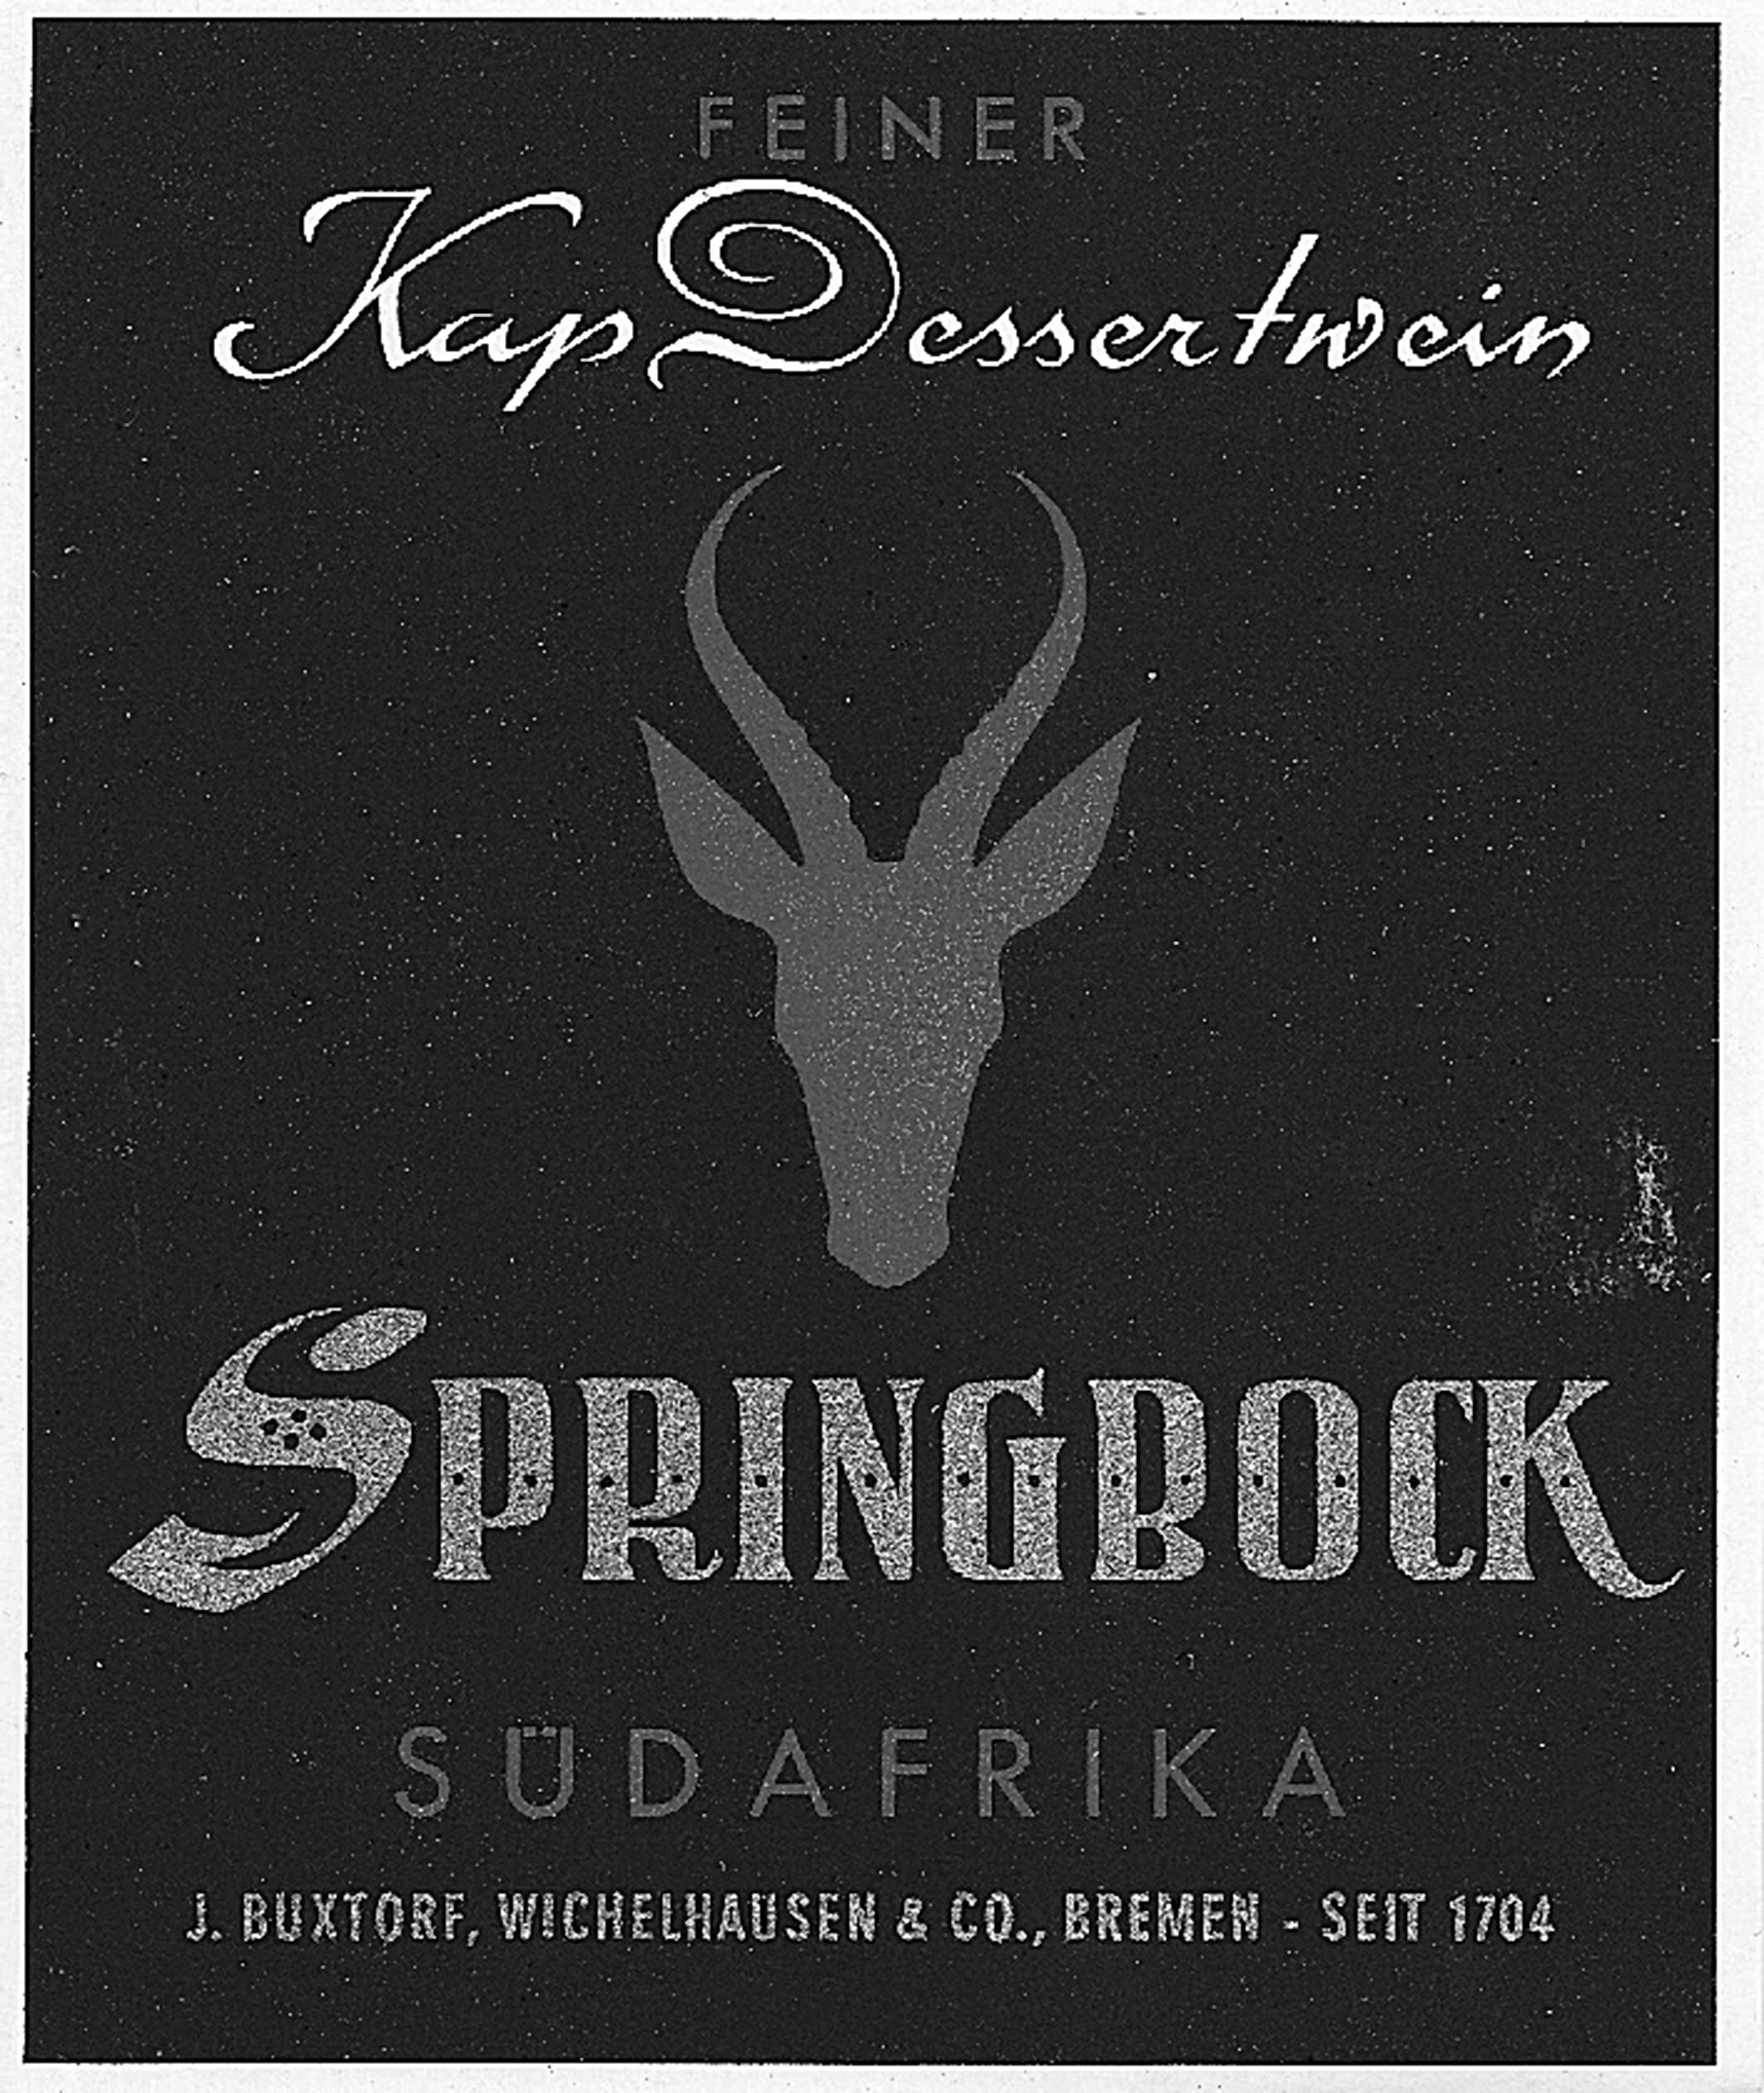 FEINER
Kap Dessertwein
SPRINGBOCK
SÜDAFRIKA
J. BUXTORF, WICHELHAUSEN & CO., BREMEN - SEIT 1704